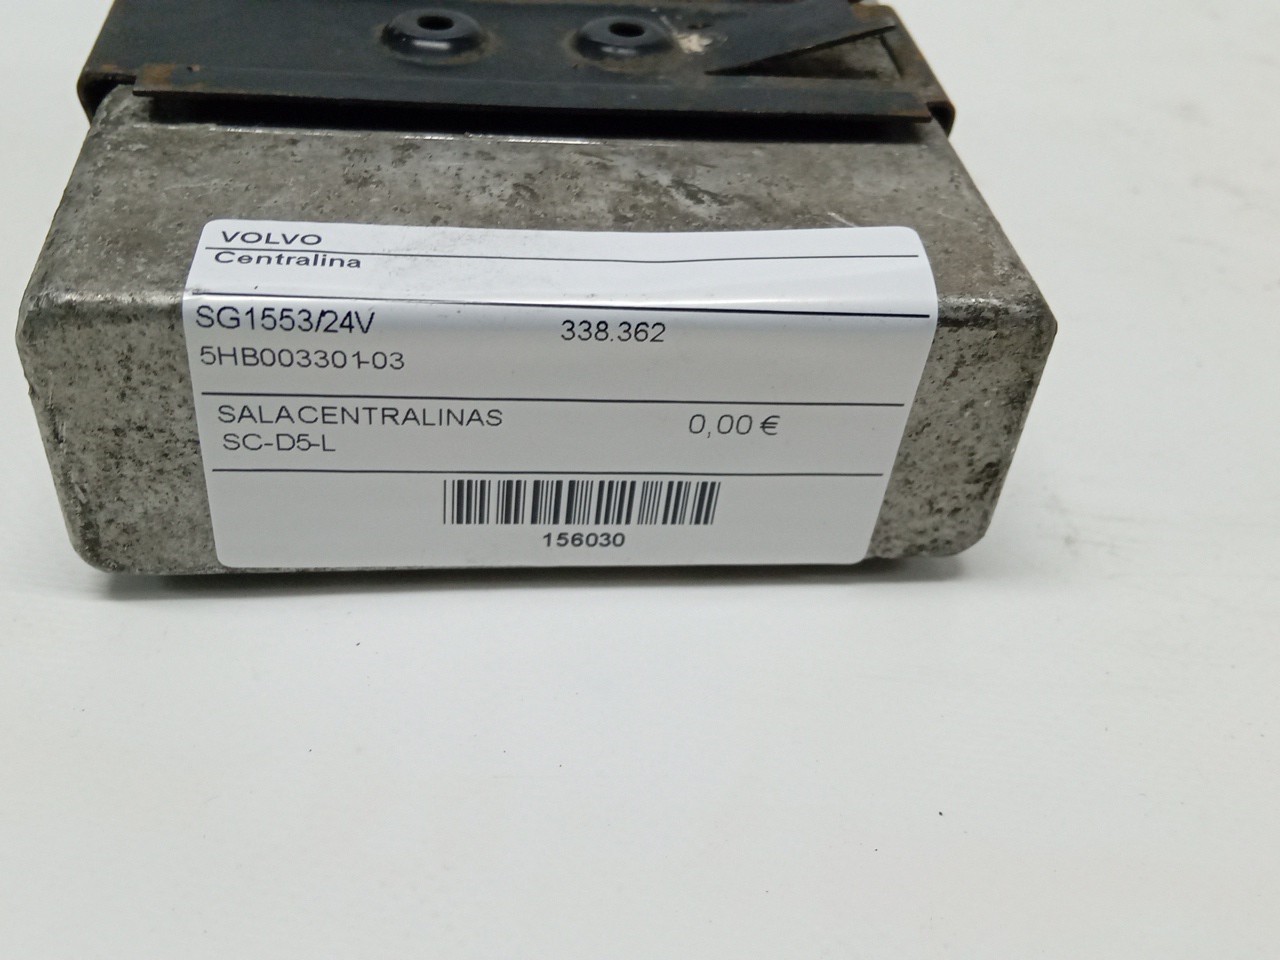 VOLVO
Centralina
SG1553/24V 338.362
5HB003301-03
SALACENTRALINAS 0,00 €
SC-D5-L
156030